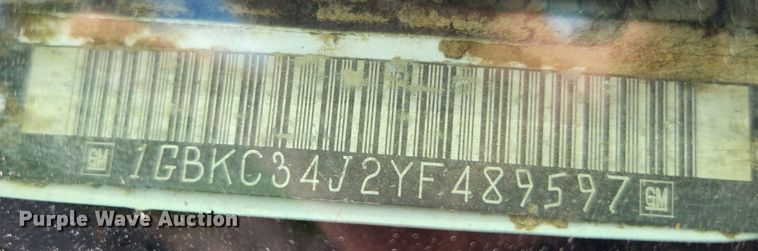 GM 1GBKC34J2YF489597 GM
Purple Wave Auction